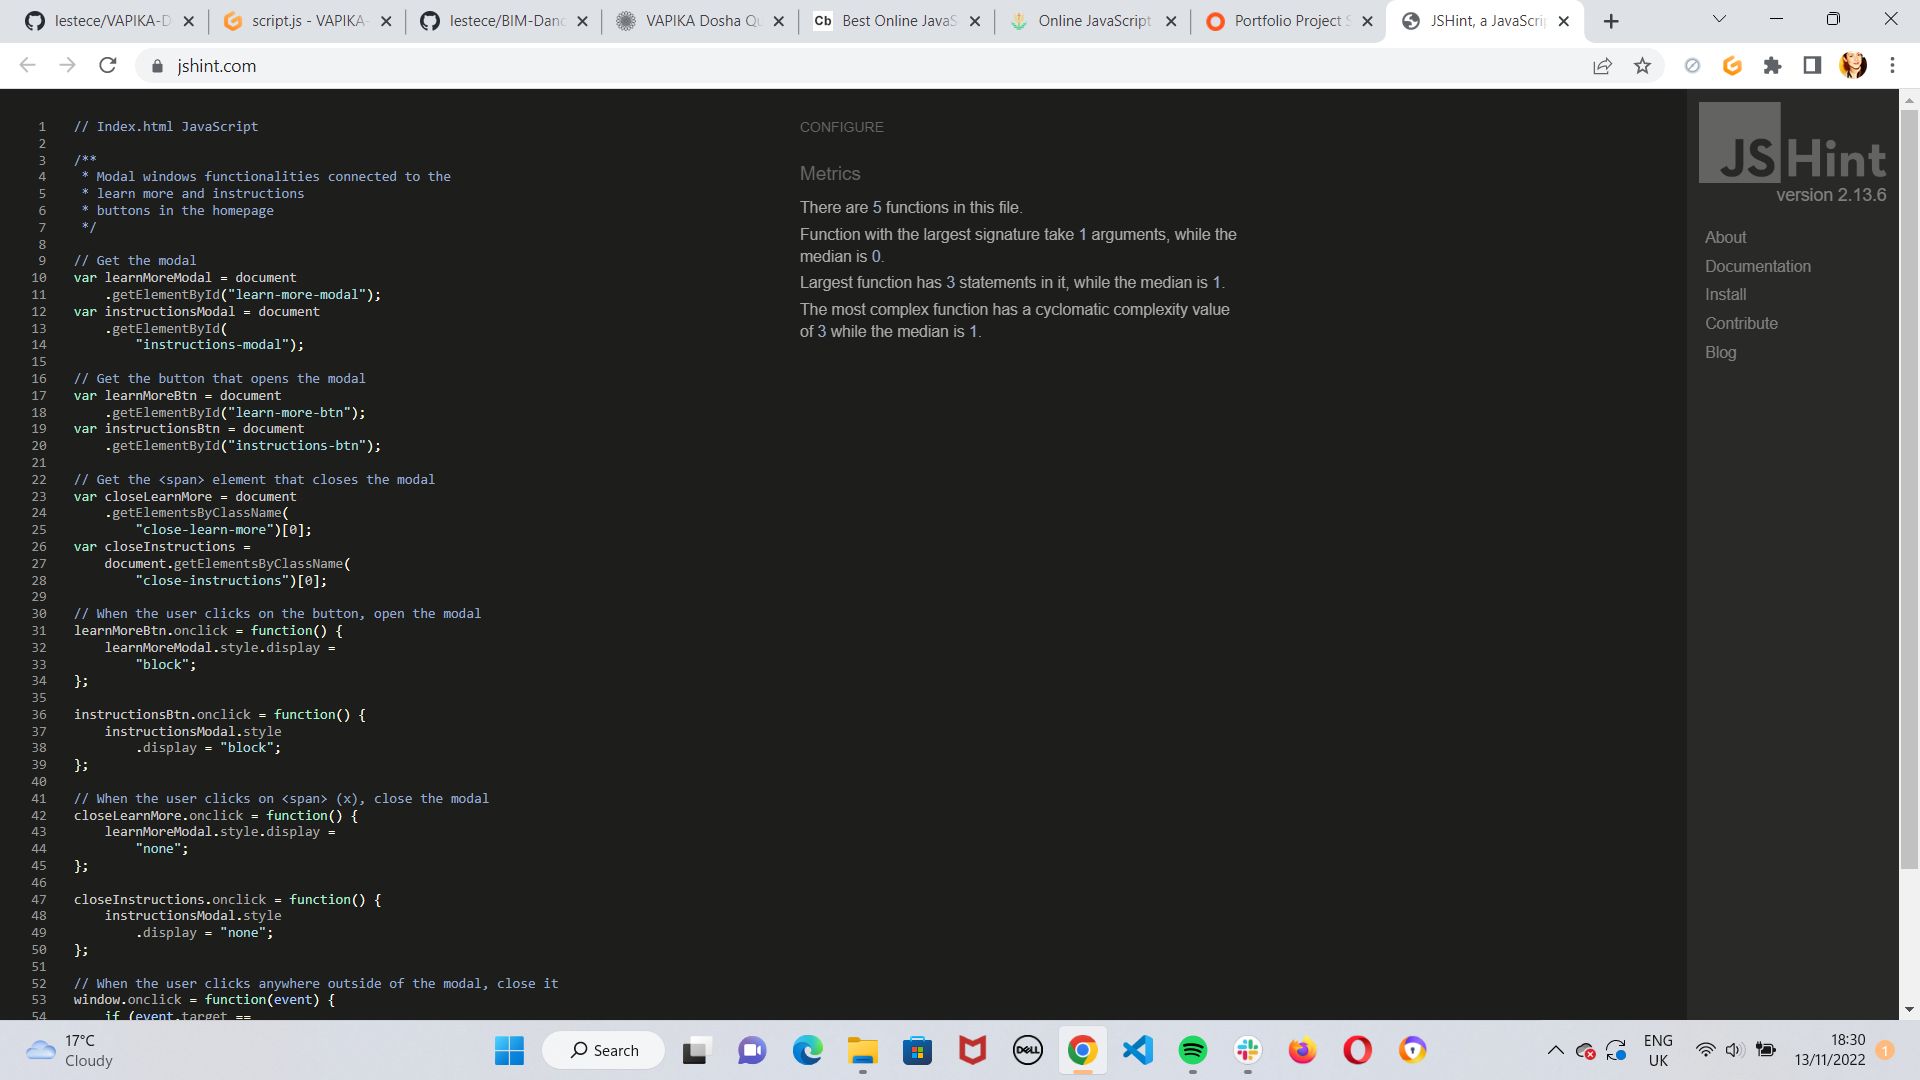 lestece/VAPIKA-D
script.js - VAPIKA-
lestece/BIM-Danc
VAPIKA Dosha Qu
Cb Best Online JavaS
Online JavaScript
Portfolio Project S
JSHint, a JavaScrip
jshint.com
1 // Index.html JavaScript
2
3 /**
4 * Modal windows functionalities connected to the
5 * learn more and instructions
6 * buttons in the homepage
7 */
8
9 // Get the modal
10 var learnMoreModal = document
11 .getElementById("learn-more-modal");
12 var instructionsModal = document
13 .getElementById(
14 "instructions-modal");
15
16 // Get the button that opens the modal
17 var learnMoreBtn = document
18 .getElementById("learn-more-btn");
19 var instructionsBtn = document
20 .getElementById("instructions-btn");
21
22 // Get the <span> element that closes the modal
23 var closeLearnMore = document
24 .getElementsByClassName(
25 "close-learn-more")[0];
26 var closeInstructions =
27 document.getElementsByClassName(
28 "close-instructions")[0];
29
30 // When the user clicks on the button, open the modal
31 learnMoreBtn.onclick = function() {
32 learnMoreModal.style.display =
33 "block";
34 };
35
36 instructionsBtn.onclick = function() {
37 instructionsModal.style
38 .display = "block";
39 };
40
41 // When the user clicks on <span> (x), close the modal
42 closeLearnMore.onclick = function() {
43 learnMoreModal.style.display =
44 "none";
45 };
46
47 closeInstructions.onclick = function() {
48 instructionsModal.style
49 .display = "none";
50 };
51
52 // When the user clicks anywhere outside of the modal, close it
53 window.onclick = function(event) {
54 if (event.target ==
CONFIGURE
Metrics
There are 5 functions in this file.
Function with the largest signature take 1 arguments, while the
median is 0.
Largest function has 3 statements in it, while the median is 1.
The most complex function has a cyclomatic complexity value
of 3 while the median is 1.
JSHint
version 2.13.6
About
Documentation
Install
Contribute
Blog
17°C
Cloudy
Search
DELL
ENG
UK
18:30
13/11/2022
1